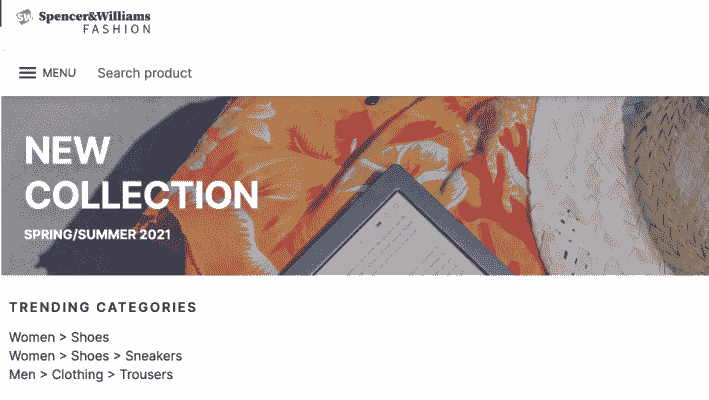 SW Spencer&Williams
FASHION
MENU Search product
NEW
COLLECTION
SPRING/SUMMER 2021
TRENDING CATEGORIES
Women > Shoes
Women > Shoes > Sneakers
Men > Clothing > Trousers